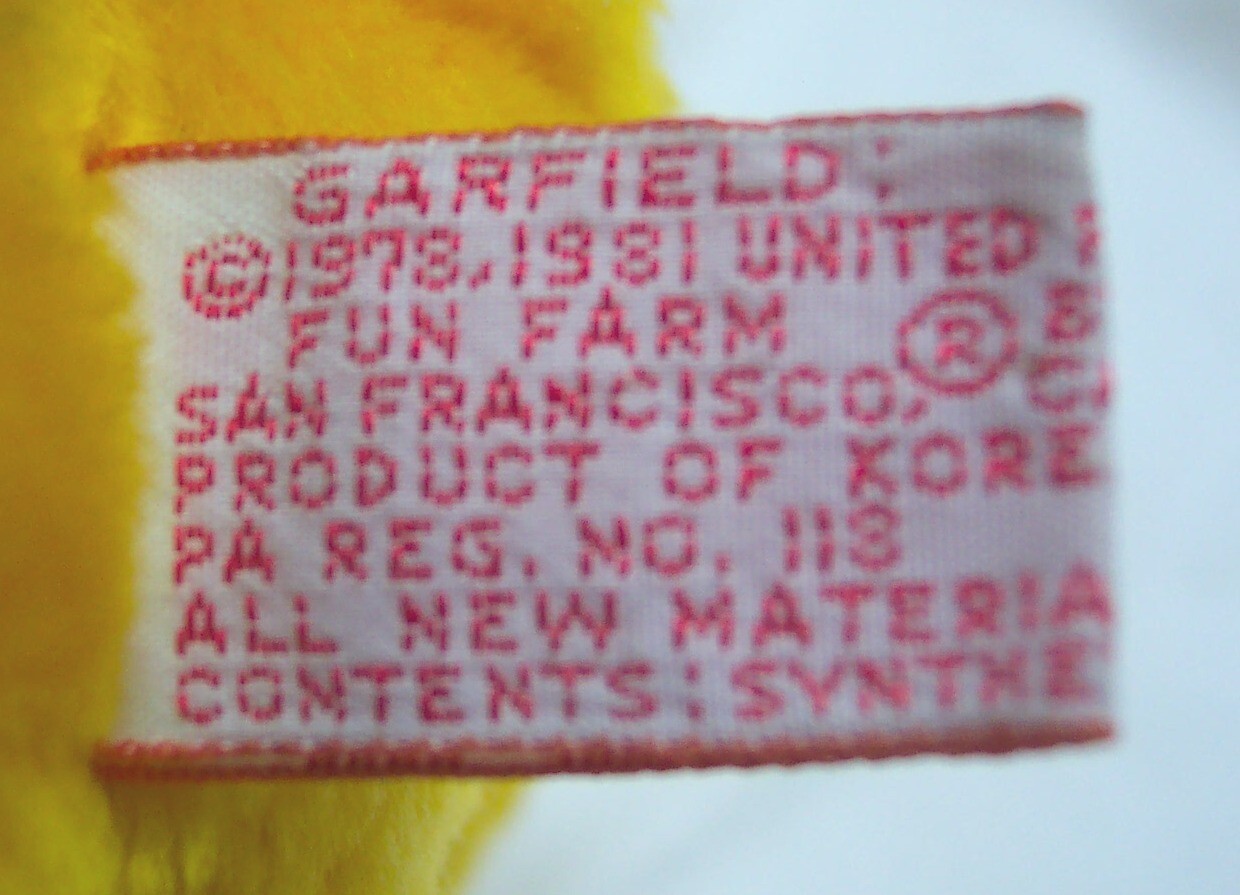 GARFIELD:
©1978,1981 UNITED
FUN FARM ®
SAN FRANCISCO,
PRODUCT OF KORE
PA REG. NO. 118
ALL NEW MATERIA
CONTENTS: SYNTHE